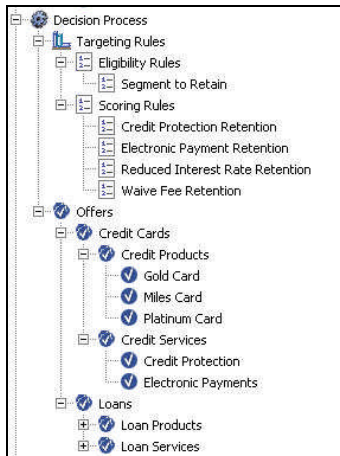 Decision Process
Targeting Rules
Eligibility Rules
Segment to Retain
Scoring Rules
Credit Protection Retention
Electronic Payment Retention
Reduced Interest Rate Retention
Waive Fee Retention
Offers
Credit Cards
Credit Products
Gold Card
Miles Card
Platinum Card
Credit Services
Credit Protection
Electronic Payments
Loans
Loan Products
Loan Services